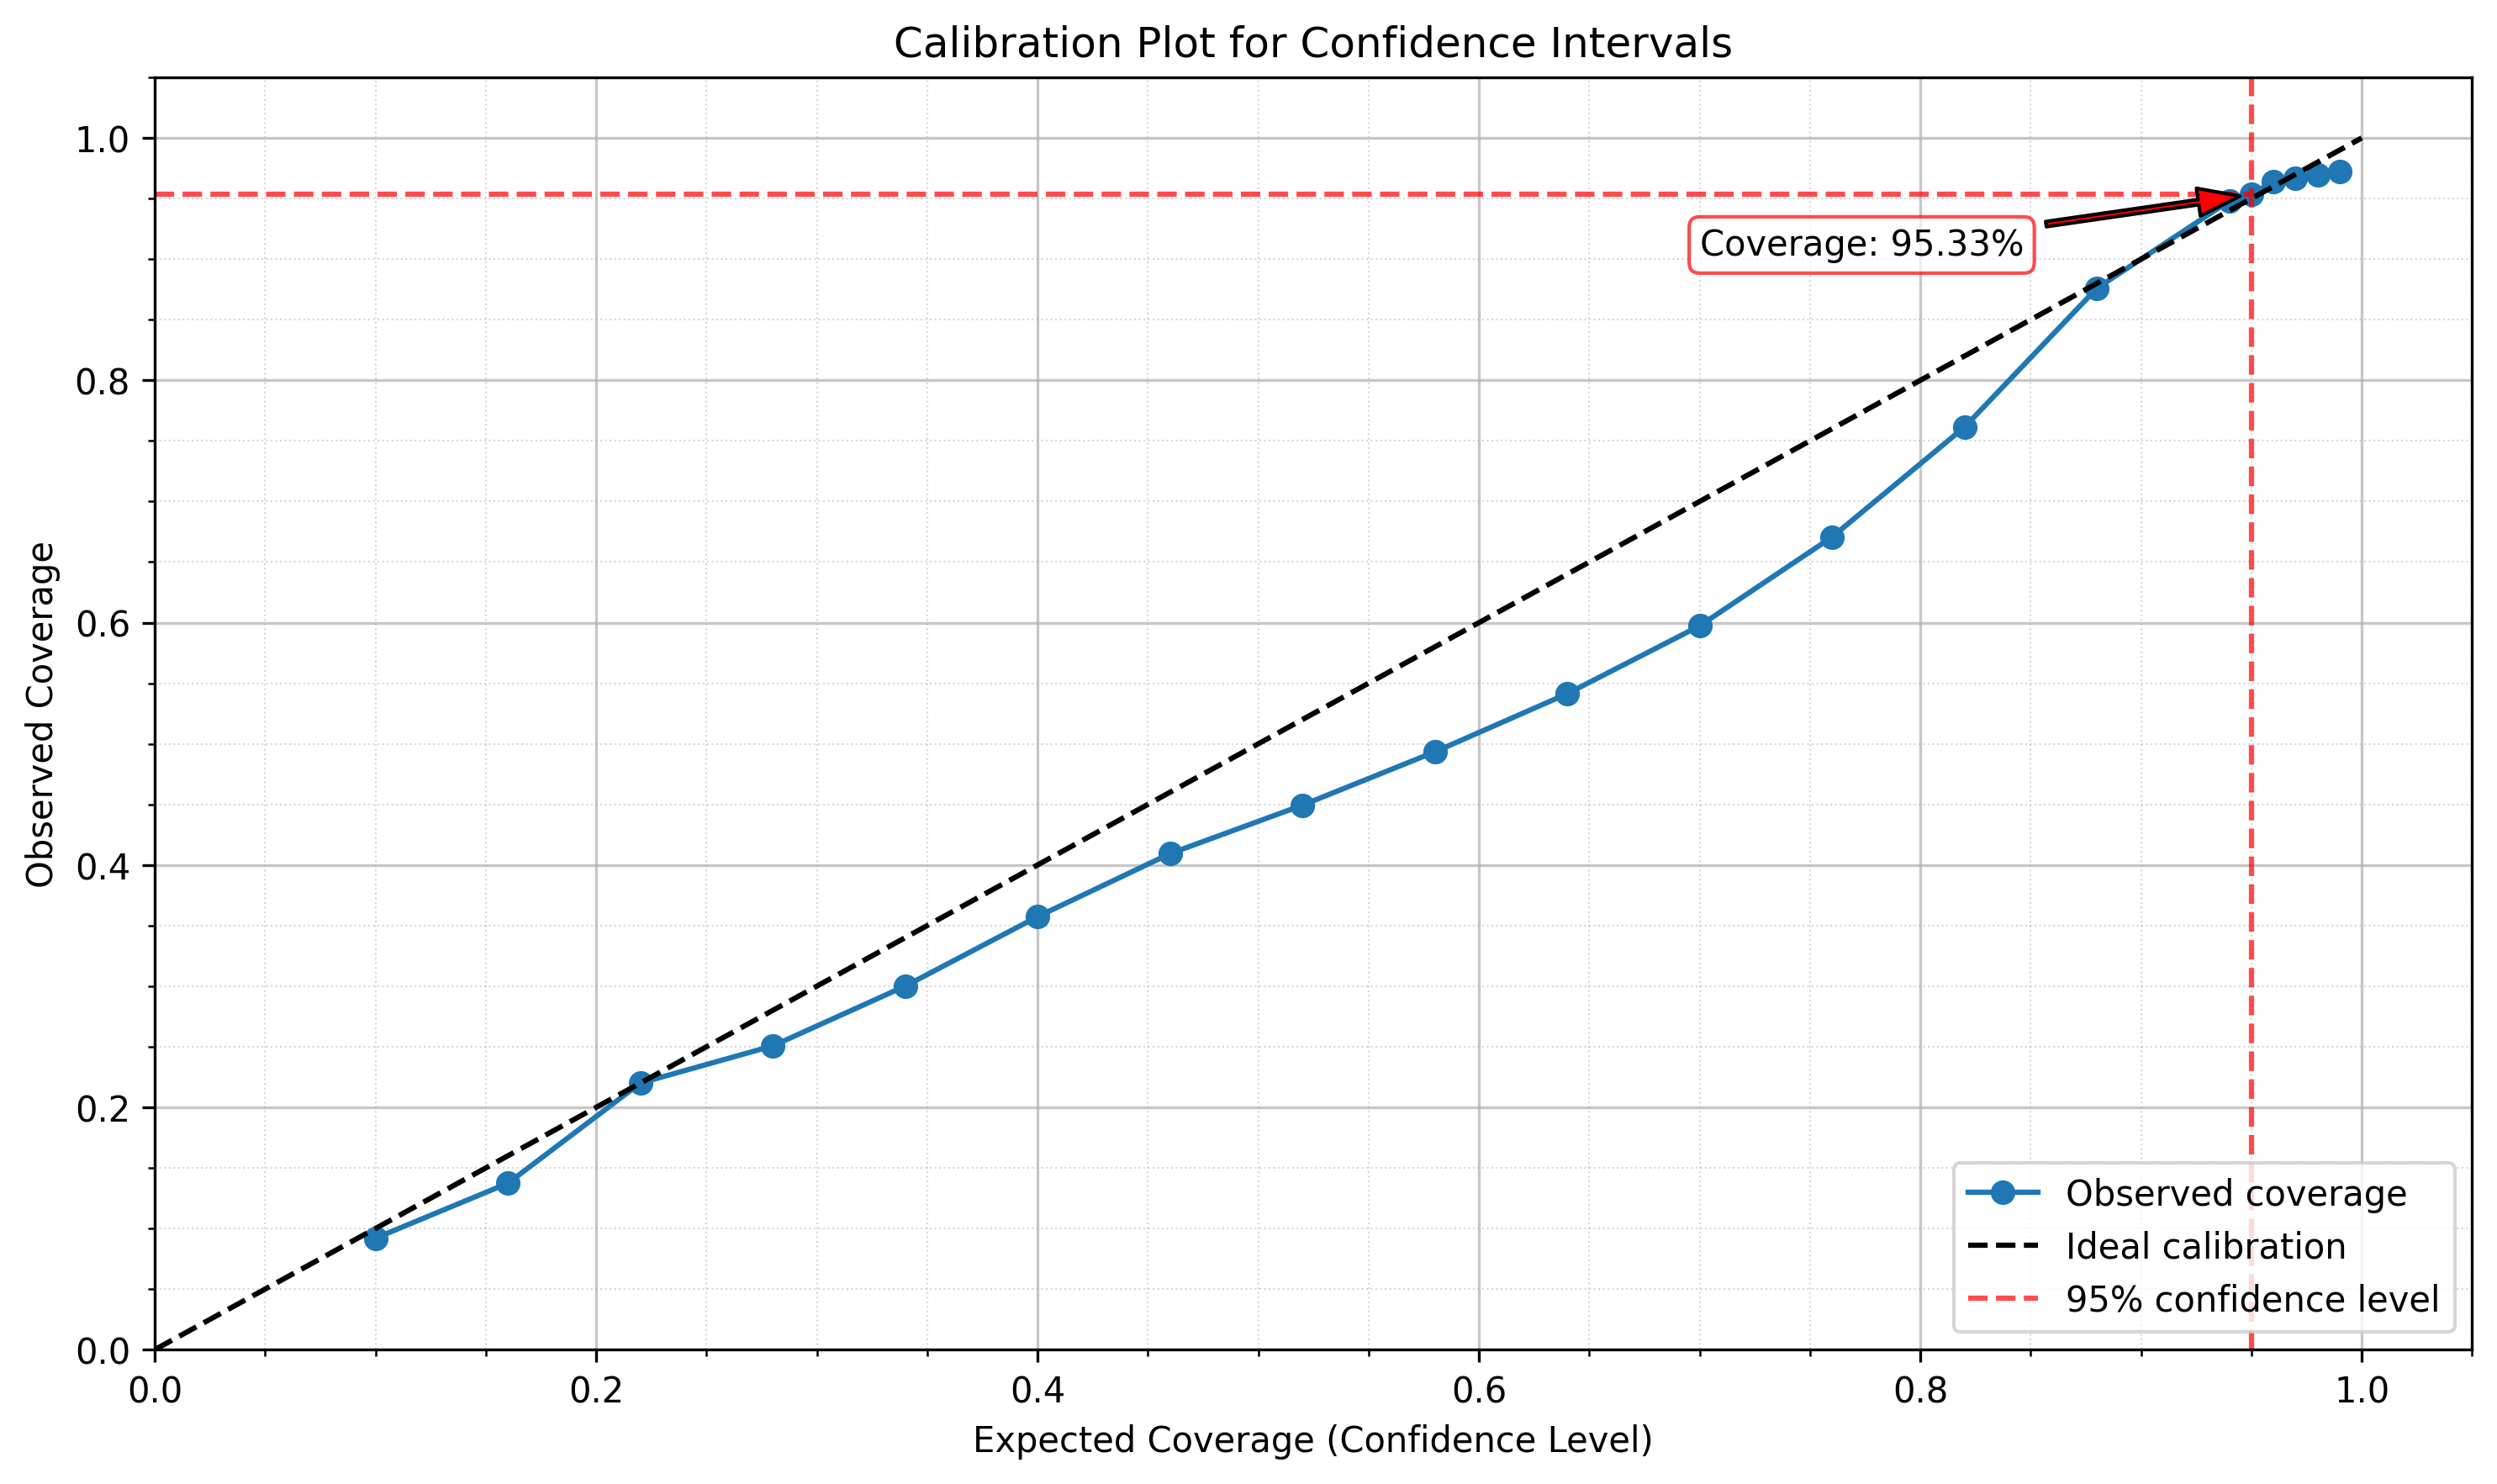 Calibration Plot for Confidence Intervals
1.0
0.8
0.6
0.4
0.2
0.0
Observed Coverage
Coverage: 95.33%
Observed coverage
Ideal calibration
95% confidence level
0.0 0.2 0.4 0.6 0.8 1.0
Expected Coverage (Confidence Level)